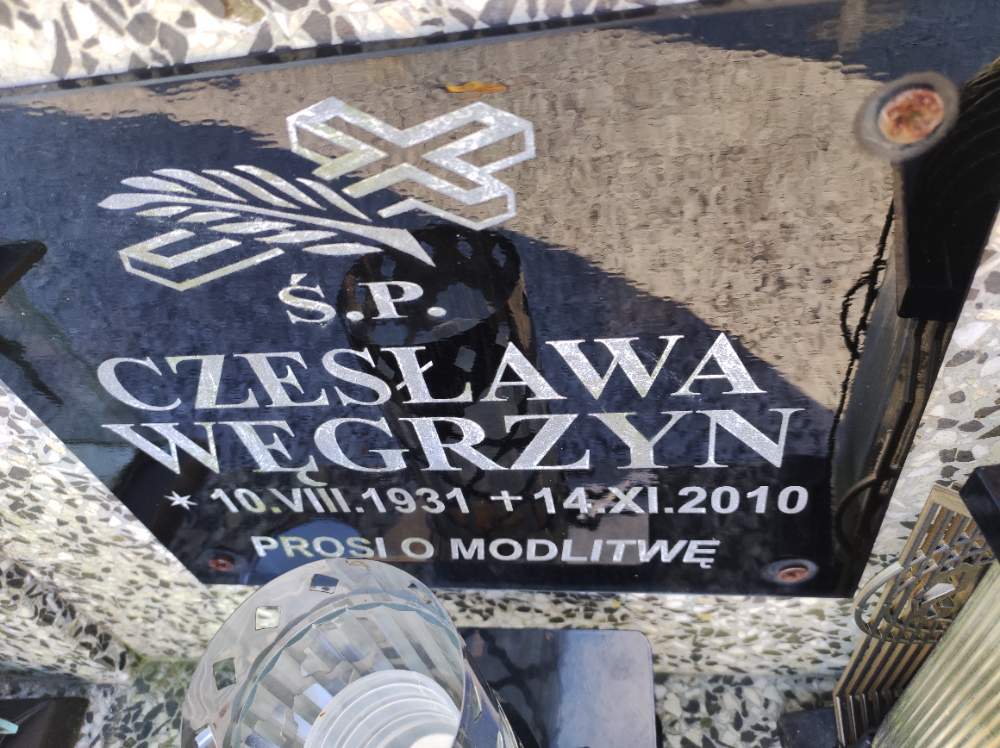 Ś.P.
CZESŁAWA
WĘGRZYN
* 10.VIII.1931 + 14.XI.2010
PROSI O MODLITWĘ